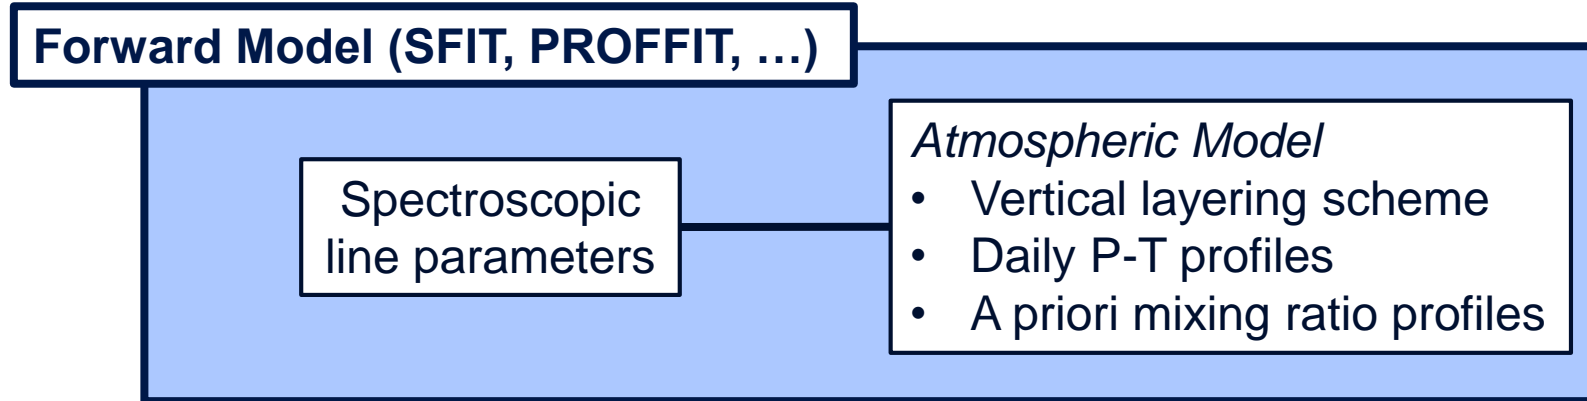 Forward Model (SFIT, PROFFIT, …)
Spectroscopic
line parameters
Atmospheric Model
• Vertical layering scheme
• Daily P-T profiles
• A priori mixing ratio profiles